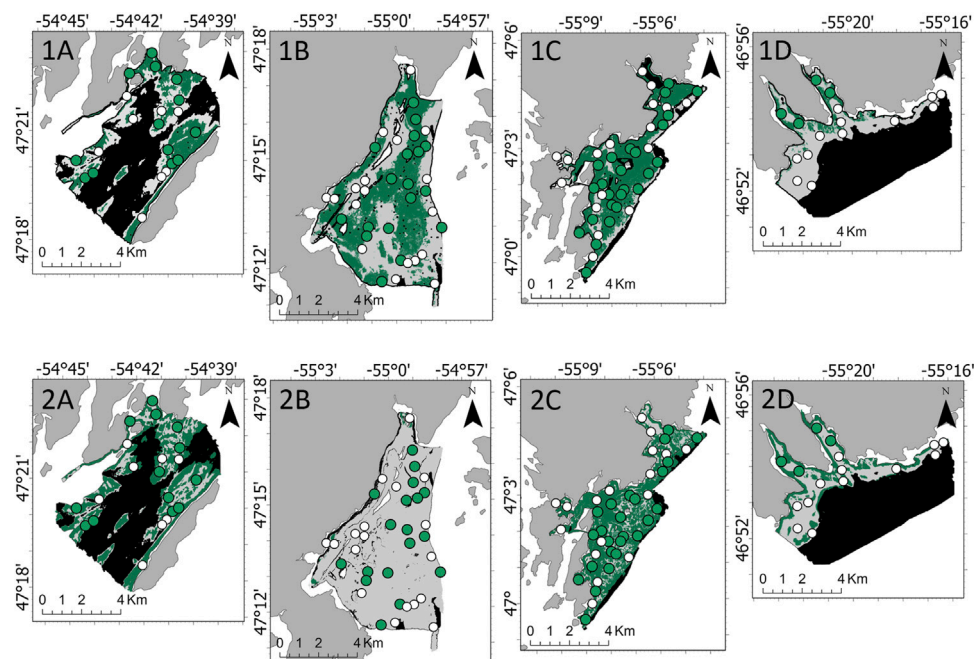 -54°45' -54°42' -54°39'
1A
N
47°21'
47°18'
0 1 2 4 Km
-55°3' -55°0' -54°57'
1B
N
47°18'
47°15'
47°12'
0 1 2 4 Km
-55°9' -55°6'
1C
N
47°6'
47°3'
47°0'
0 1 2 4 Km
-55°20' -55°16'
1D
N
46°56'
46°52'
0 1 2 4 Km
-54°45' -54°42' -54°39'
2A
N
47°21'
47°18'
0 1 2 4 Km
-55°3' -55°0' -54°57'
2B
N
47°18'
47°15'
47°12'
0 1 2 4 Km
-55°9' -55°6'
2C
N
47°6'
47°3'
47°
0 1 2 4 Km
-55°20' -55°16'
2D
N
46°56'
46°52'
0 1 2 4 Km